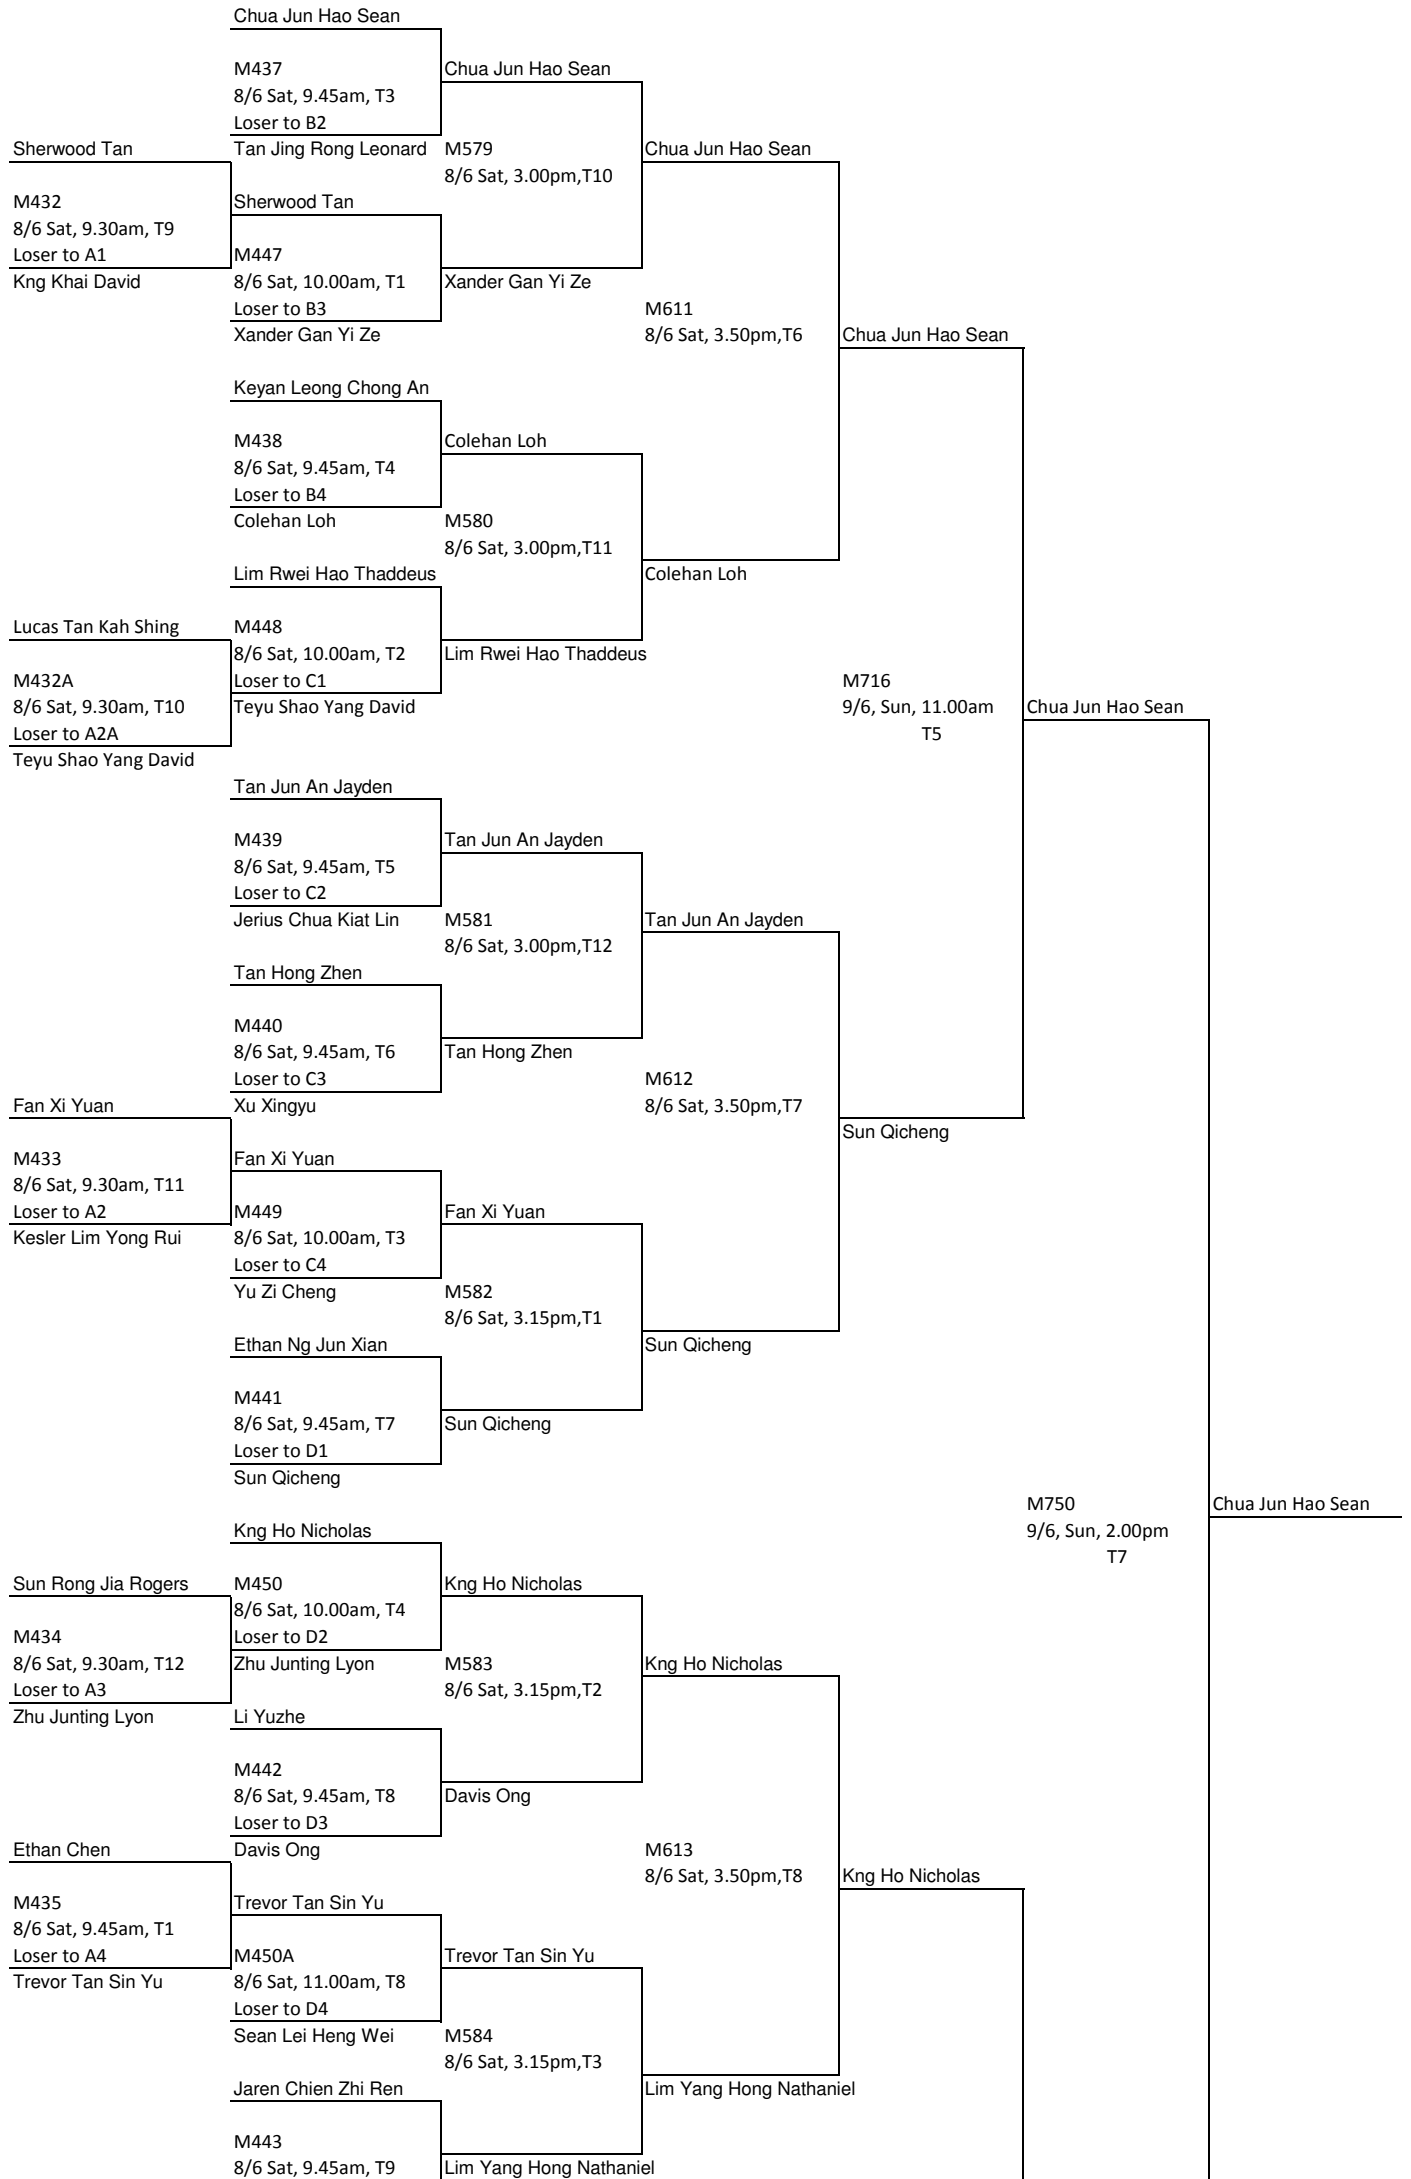 Chua Jun Hao Sean
M437
8/6 Sat, 9.45am, T3
Loser to B2
Chua Jun Hao Sean
Sherwood Tan
Tan Jing Rong Leonard
M579
8/6 Sat, 3.00pm,T10
Chua Jun Hao Sean
M432
8/6 Sat, 9.30am, T9
Loser to A1
Kng Khai David
Sherwood Tan
M447
8/6 Sat, 10.00am, T1
Loser to B3
Xander Gan Yi Ze
Xander Gan Yi Ze
M611
8/6 Sat, 3.50pm,T6
Chua Jun Hao Sean
Keyan Leong Chong An
M438
8/6 Sat, 9.45am, T4
Loser to B4
Colehan Loh
Colehan Loh
M580
8/6 Sat, 3.00pm,T11
Colehan Loh
Lim Rwei Hao Thaddeus
Lucas Tan Kah Shing
M448
8/6 Sat, 10.00am, T2
Loser to C1
Lim Rwei Hao Thaddeus
M432A
8/6 Sat, 9.30am, T10
Loser to A2A
Teyu Shao Yang David
Teyu Shao Yang David
M716
9/6, Sun, 11.00am
T5
Chua Jun Hao Sean
Tan Jun An Jayden
M439
8/6 Sat, 9.45am, T5
Loser to C2
Tan Jun An Jayden
Jerius Chua Kiat Lin
M581
8/6 Sat, 3.00pm,T12
Tan Jun An Jayden
Tan Hong Zhen
M440
8/6 Sat, 9.45am, T6
Loser to C3
Tan Hong Zhen
Fan Xi Yuan
Xu Xingyu
M612
8/6 Sat, 3.50pm,T7
Sun Qicheng
M433
8/6 Sat, 9.30am, T11
Loser to A2
Kesler Lim Yong Rui
Fan Xi Yuan
M449
8/6 Sat, 10.00am, T3
Loser to C4
Fan Xi Yuan
Yu Zi Cheng
M582
8/6 Sat, 3.15pm,T1
Sun Qicheng
Ethan Ng Jun Xian
M441
8/6 Sat, 9.45am, T7
Loser to D1
Sun Qicheng
Sun Qicheng
M750
9/6, Sun, 2.00pm
T7
Chua Jun Hao Sean
Kng Ho Nicholas
Sun Rong Jia Rogers
M450
8/6 Sat, 10.00am, T4
Loser to D2
Kng Ho Nicholas
M434
8/6 Sat, 9.30am, T12
Loser to A3
Zhu Junting Lyon
Zhu Junting Lyon
M583
8/6 Sat, 3.15pm,T2
Kng Ho Nicholas
Li Yuzhe
M442
8/6 Sat, 9.45am, T8
Loser to D3
Davis Ong
Ethan Chen
Davis Ong
M613
8/6 Sat, 3.50pm,T8
Kng Ho Nicholas
M435
8/6 Sat, 9.45am, T1
Loser to A4
Trevor Tan Sin Yu
Trevor Tan Sin Yu
M450A
8/6 Sat, 11.00am, T8
Loser to D4
Trevor Tan Sin Yu
Sean Lei Heng Wei
M584
8/6 Sat, 3.15pm,T3
Lim Yang Hong Nathaniel
Jaren Chien Zhi Ren
M443
8/6 Sat, 9.45am, T9
Lim Yang Hong Nathaniel